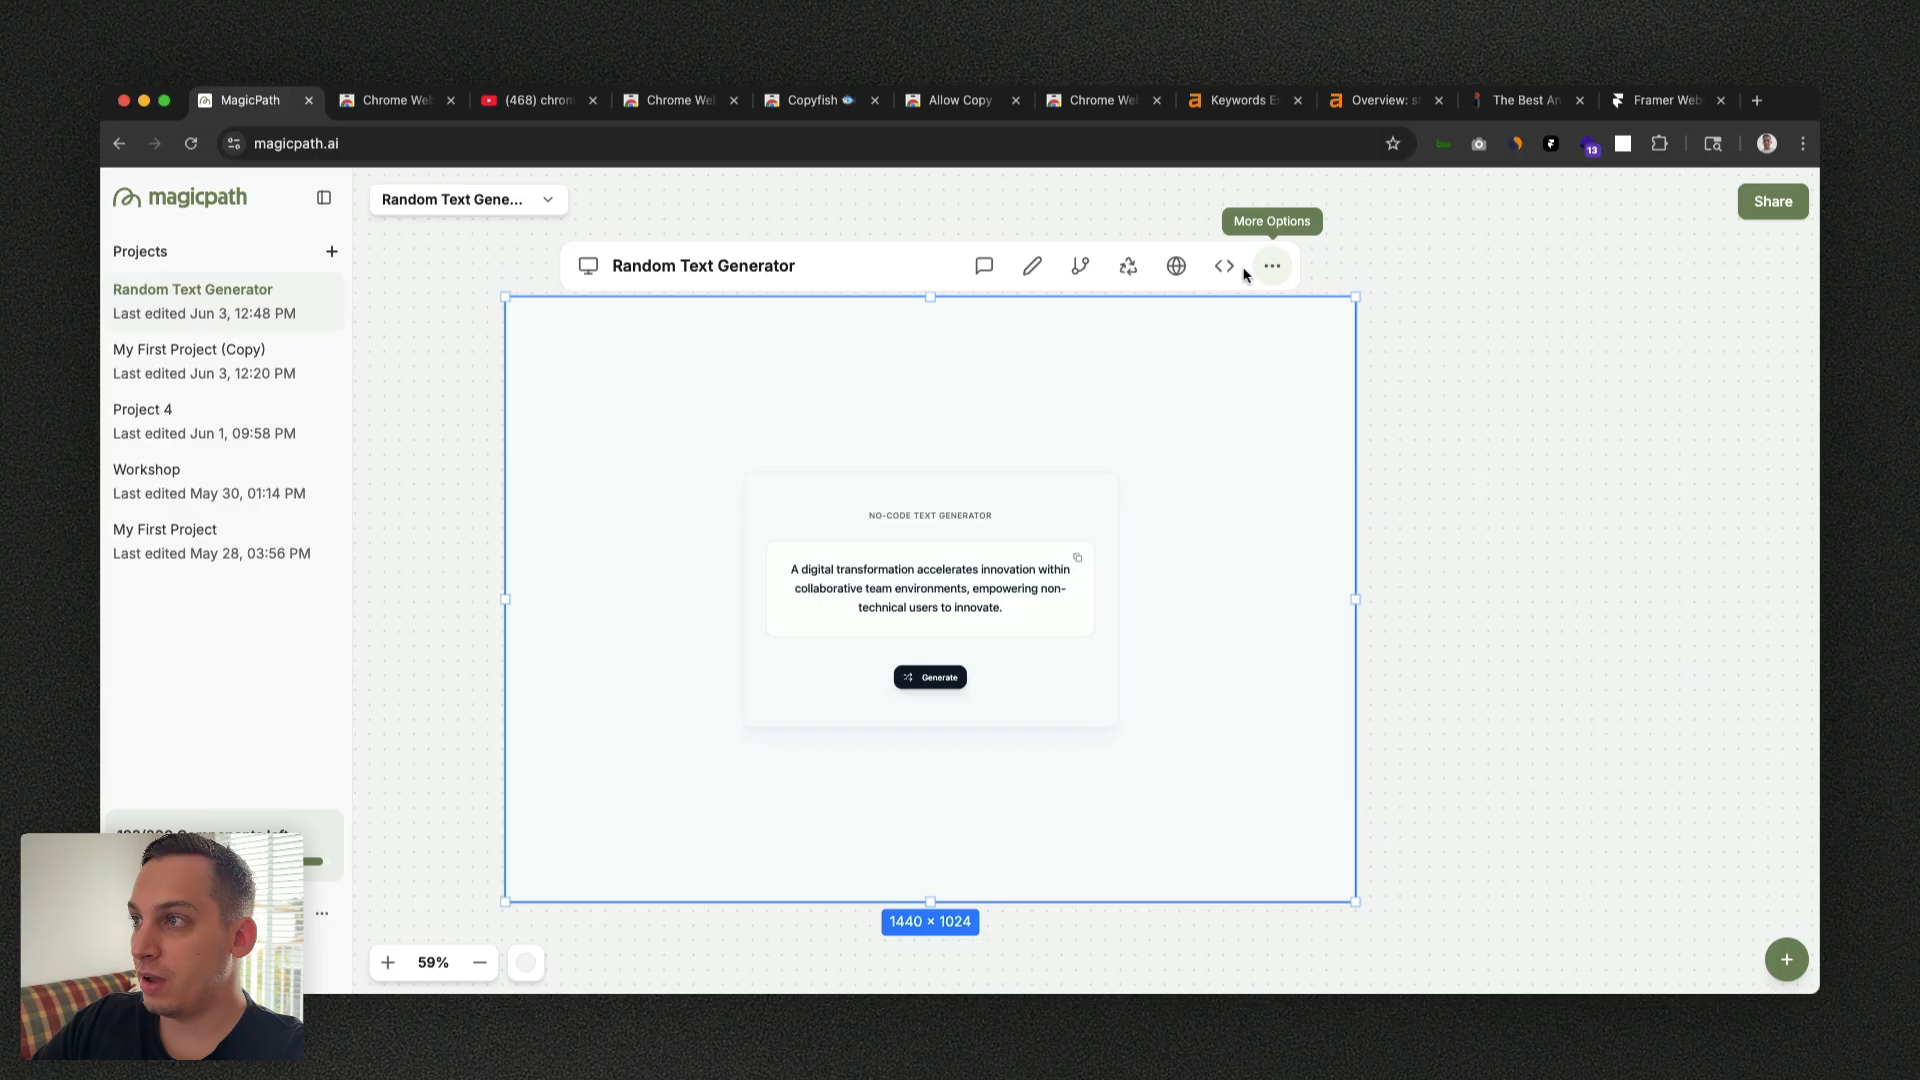 MagicPath
Chrome We
(468) chrom
Chrome We
Copyfish
Allow Copy
Chrome We
Keywords E
Overview: s
The Best An
Framer Web
magicpath.ai
13
magicpath
Random Text Gene...
More Options
Share
Projects
Random Text Generator
Random Text Generator
Last edited Jun 3, 12:48 PM
My First Project (Copy)
Last edited Jun 3, 12:20 PM
Project 4
Last edited Jun 1, 09:58 PM
Workshop
Last edited May 30, 01:14 PM
My First Project
Last edited May 28, 03:56 PM
NO-CODE TEXT GENERATOR
A digital transformation accelerates innovation within
collaborative team environments, empowering non-
technical users to innovate.
Generate
1440 × 1024
59%